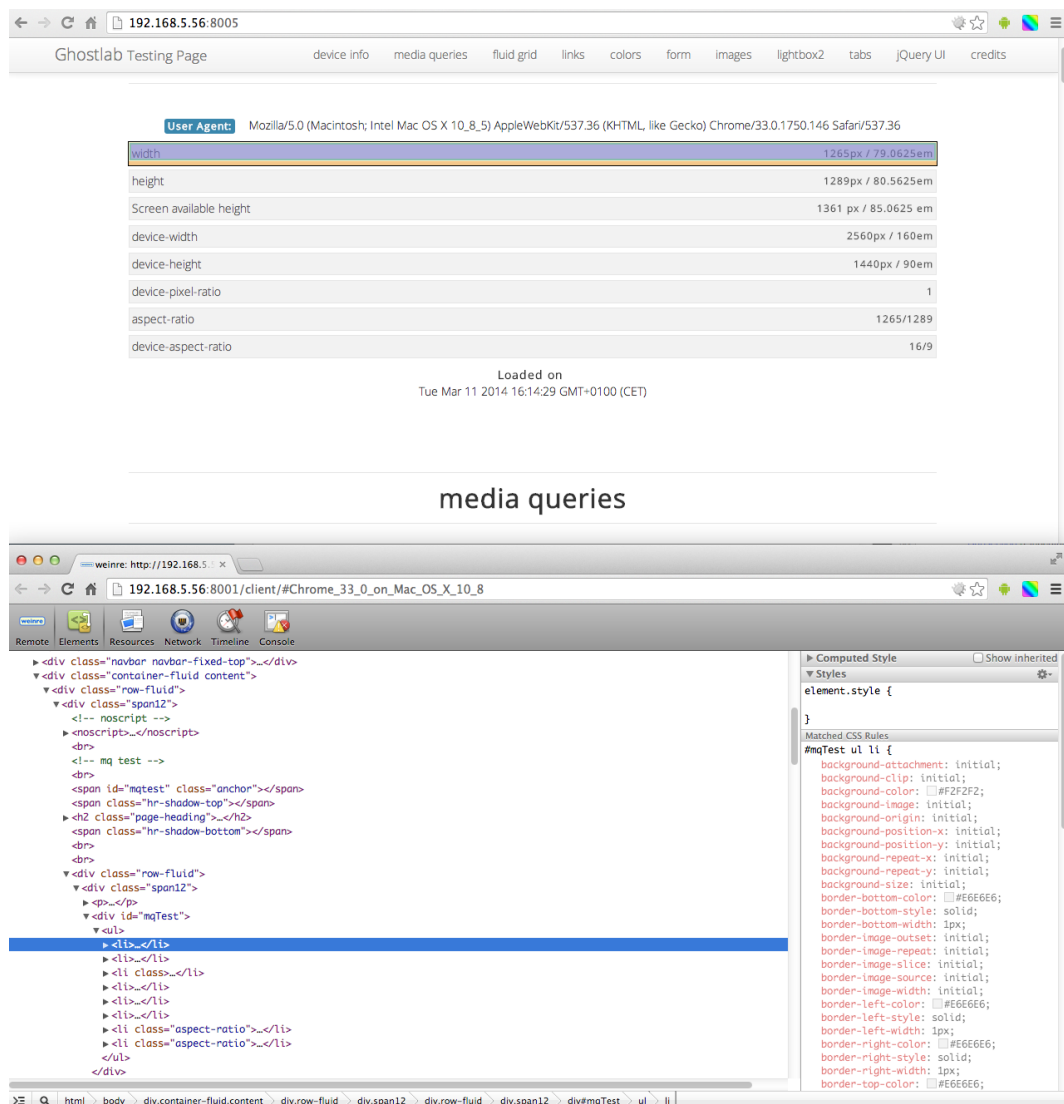 192.168.5.56:8005
Ghostlab Testing Page device info media queries fluid grid links colors form images lightbox2 tabs jQuery UI credits
User Agent: Mozilla/5.0 (Macintosh; Intel Mac OS X 10_8_5) AppleWebKit/537.36 (KHTML, like Gecko) Chrome/33.0.1750.146 Safari/537.36
width 1265px / 79.0625em
height 1289px / 80.5625em
Screen available height 1361 px / 85.0625 em
device-width 2560px / 160em
device-height 1440px / 90em
device-pixel-ratio 1
aspect-ratio 1265/1289
device-aspect-ratio 16/9
Loaded on
Tue Mar 11 2014 16:14:29 GMT+0100 (CET)
media queries
weinre: http://192.168.5.
192.168.5.56:8001/client/#Chrome_33_0_on_Mac_OS_X_10_8
weinre
Remote Elements Resources Network Timeline Console
<div class="navbar navbar-fixed-top">…</div>
<div class="container-fluid content">
<div class="row-fluid">
<div class="span12">
<!-- noscript -->
<noscript>…</noscript>
<br>
<!-- mq test -->
<br>
<span id="mqtest" class="anchor"></span>
<span class="hr-shadow-top"></span>
<h2 class="page-heading">…</h2>
<span class="hr-shadow-bottom"></span>
<br>
<br>
<div class="row-fluid">
<div class="span12">
<p>…</p>
<div id="mqTest">
<ul>
<li>…</li>
<li>…</li>
<li class>…</li>
<li>…</li>
<li>…</li>
<li>…</li>
<li class="aspect-ratio">…</li>
<li class="aspect-ratio">…</li>
</ul>
</div>
Computed Style Show inherited
Styles
element.style {
}
Matched CSS Rules
#mqTest ul li {
background-attachment: initial;
background-clip: initial;
background-color: #F2F2F2;
background-image: initial;
background-origin: initial;
background-position-x: initial;
background-position-y: initial;
background-repeat-x: initial;
background-repeat-y: initial;
background-size: initial;
border-bottom-color: #E6E6E6;
border-bottom-style: solid;
border-bottom-width: 1px;
border-image-outset: initial;
border-image-repeat: initial;
border-image-slice: initial;
border-image-source: initial;
border-image-width: initial;
border-left-color: #E6E6E6;
border-left-style: solid;
border-left-width: 1px;
border-right-color: #E6E6E6;
border-right-style: solid;
border-right-width: 1px;
border-top-color: #E6E6E6;
html body div.container-fluid.content div.row-fluid div.span12 div.row-fluid div.span12 div#mqTest ul li